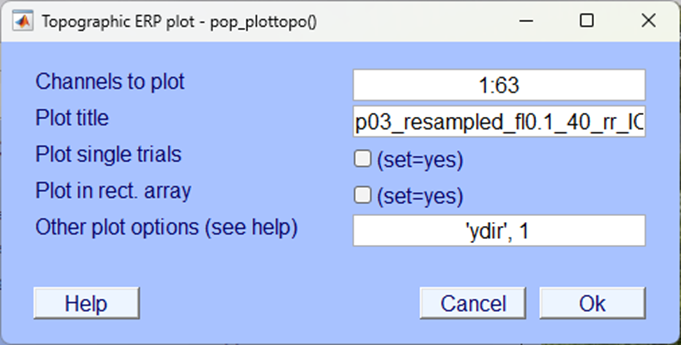 Topographic ERP plot - pop_plottopo()
Channels to plot 1:63
Plot title p03_resampled_fl0.1_40_rr_IC
Plot single trials (set=yes)
Plot in rect. array (set=yes)
Other plot options (see help) 'ydir', 1
Help Cancel Ok